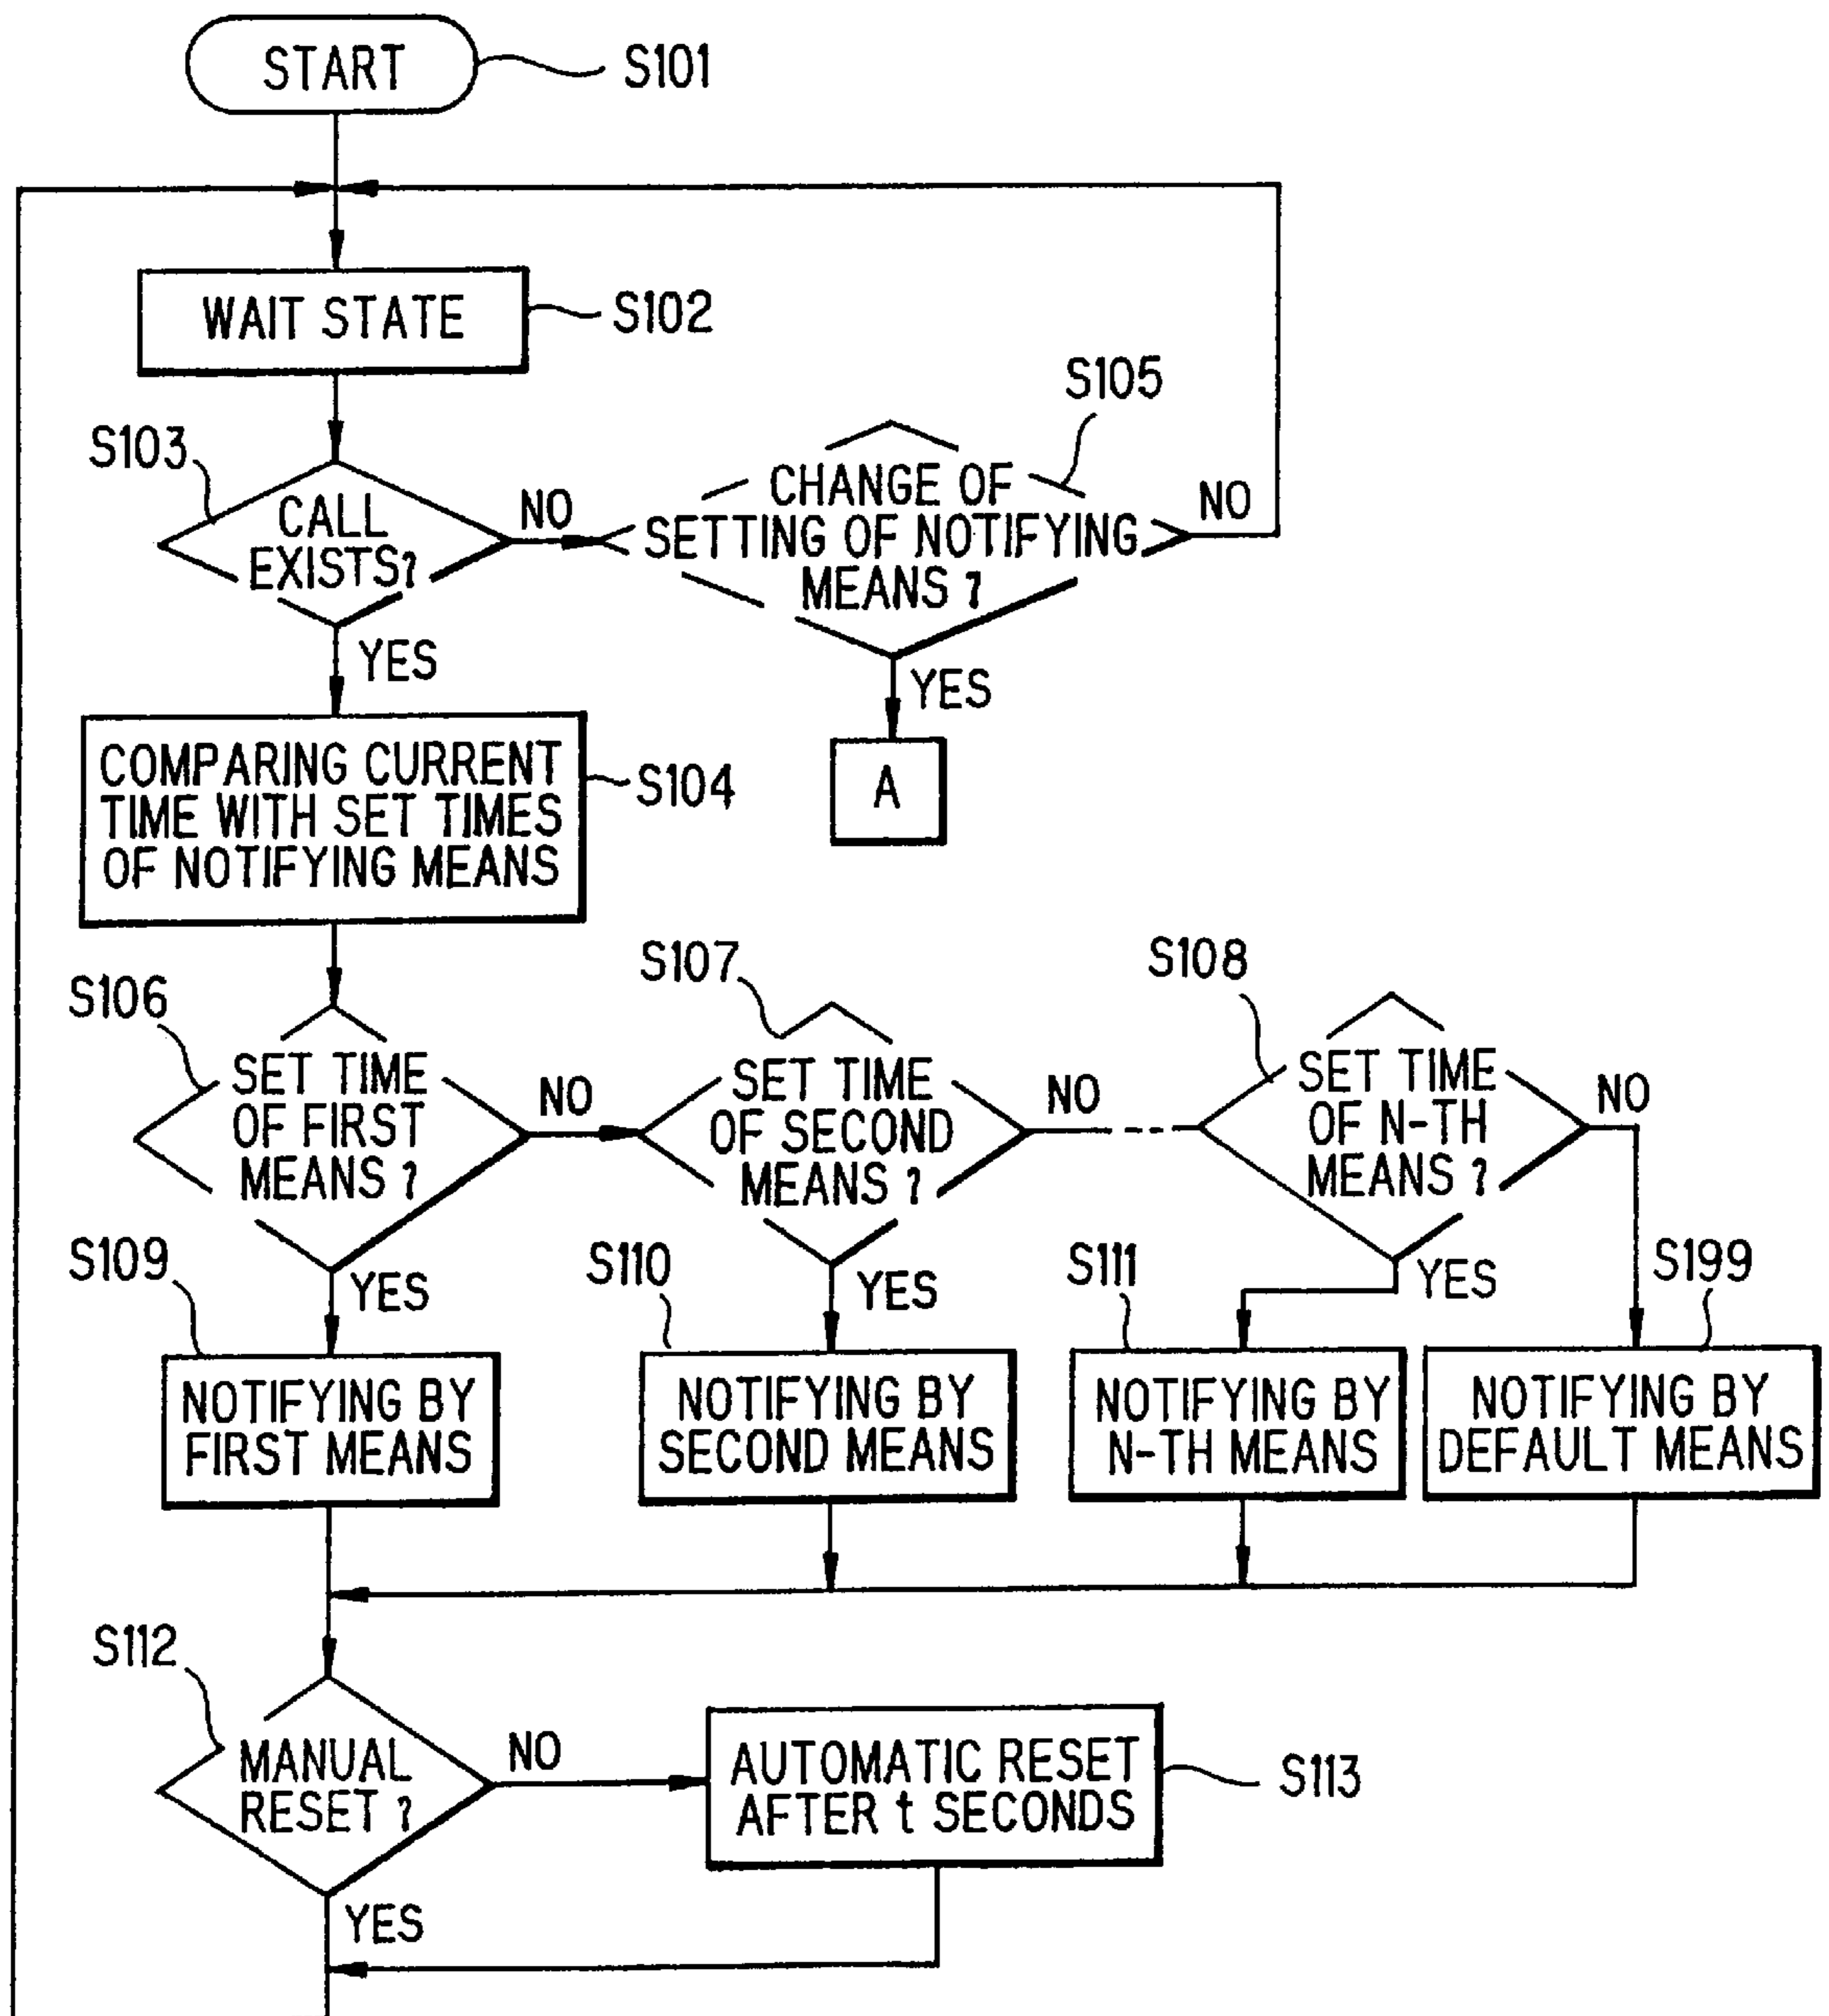 START
S101
WAIT STATE
S102
S103
CALL
EXISTS?
NO
YES
S105
CHANGE OF
SETTING OF NOTIFYING
MEANS ?
NO
YES
A
COMPARING CURRENT
TIME WITH SET TIMES
OF NOTIFYING MEANS
S104
S106
SET TIME
OF FIRST
MEANS ?
NO
YES
S107
SET TIME
OF SECOND
MEANS ?
NO
YES
S108
SET TIME
OF N-TH
MEANS ?
NO
YES
S109
NOTIFYING BY
FIRST MEANS
S110
NOTIFYING BY
SECOND MEANS
S111
NOTIFYING BY
N-TH MEANS
S199
NOTIFYING BY
DEFAULT MEANS
S112
MANUAL
RESET ?
NO
YES
AUTOMATIC RESET
AFTER t SECONDS
S113